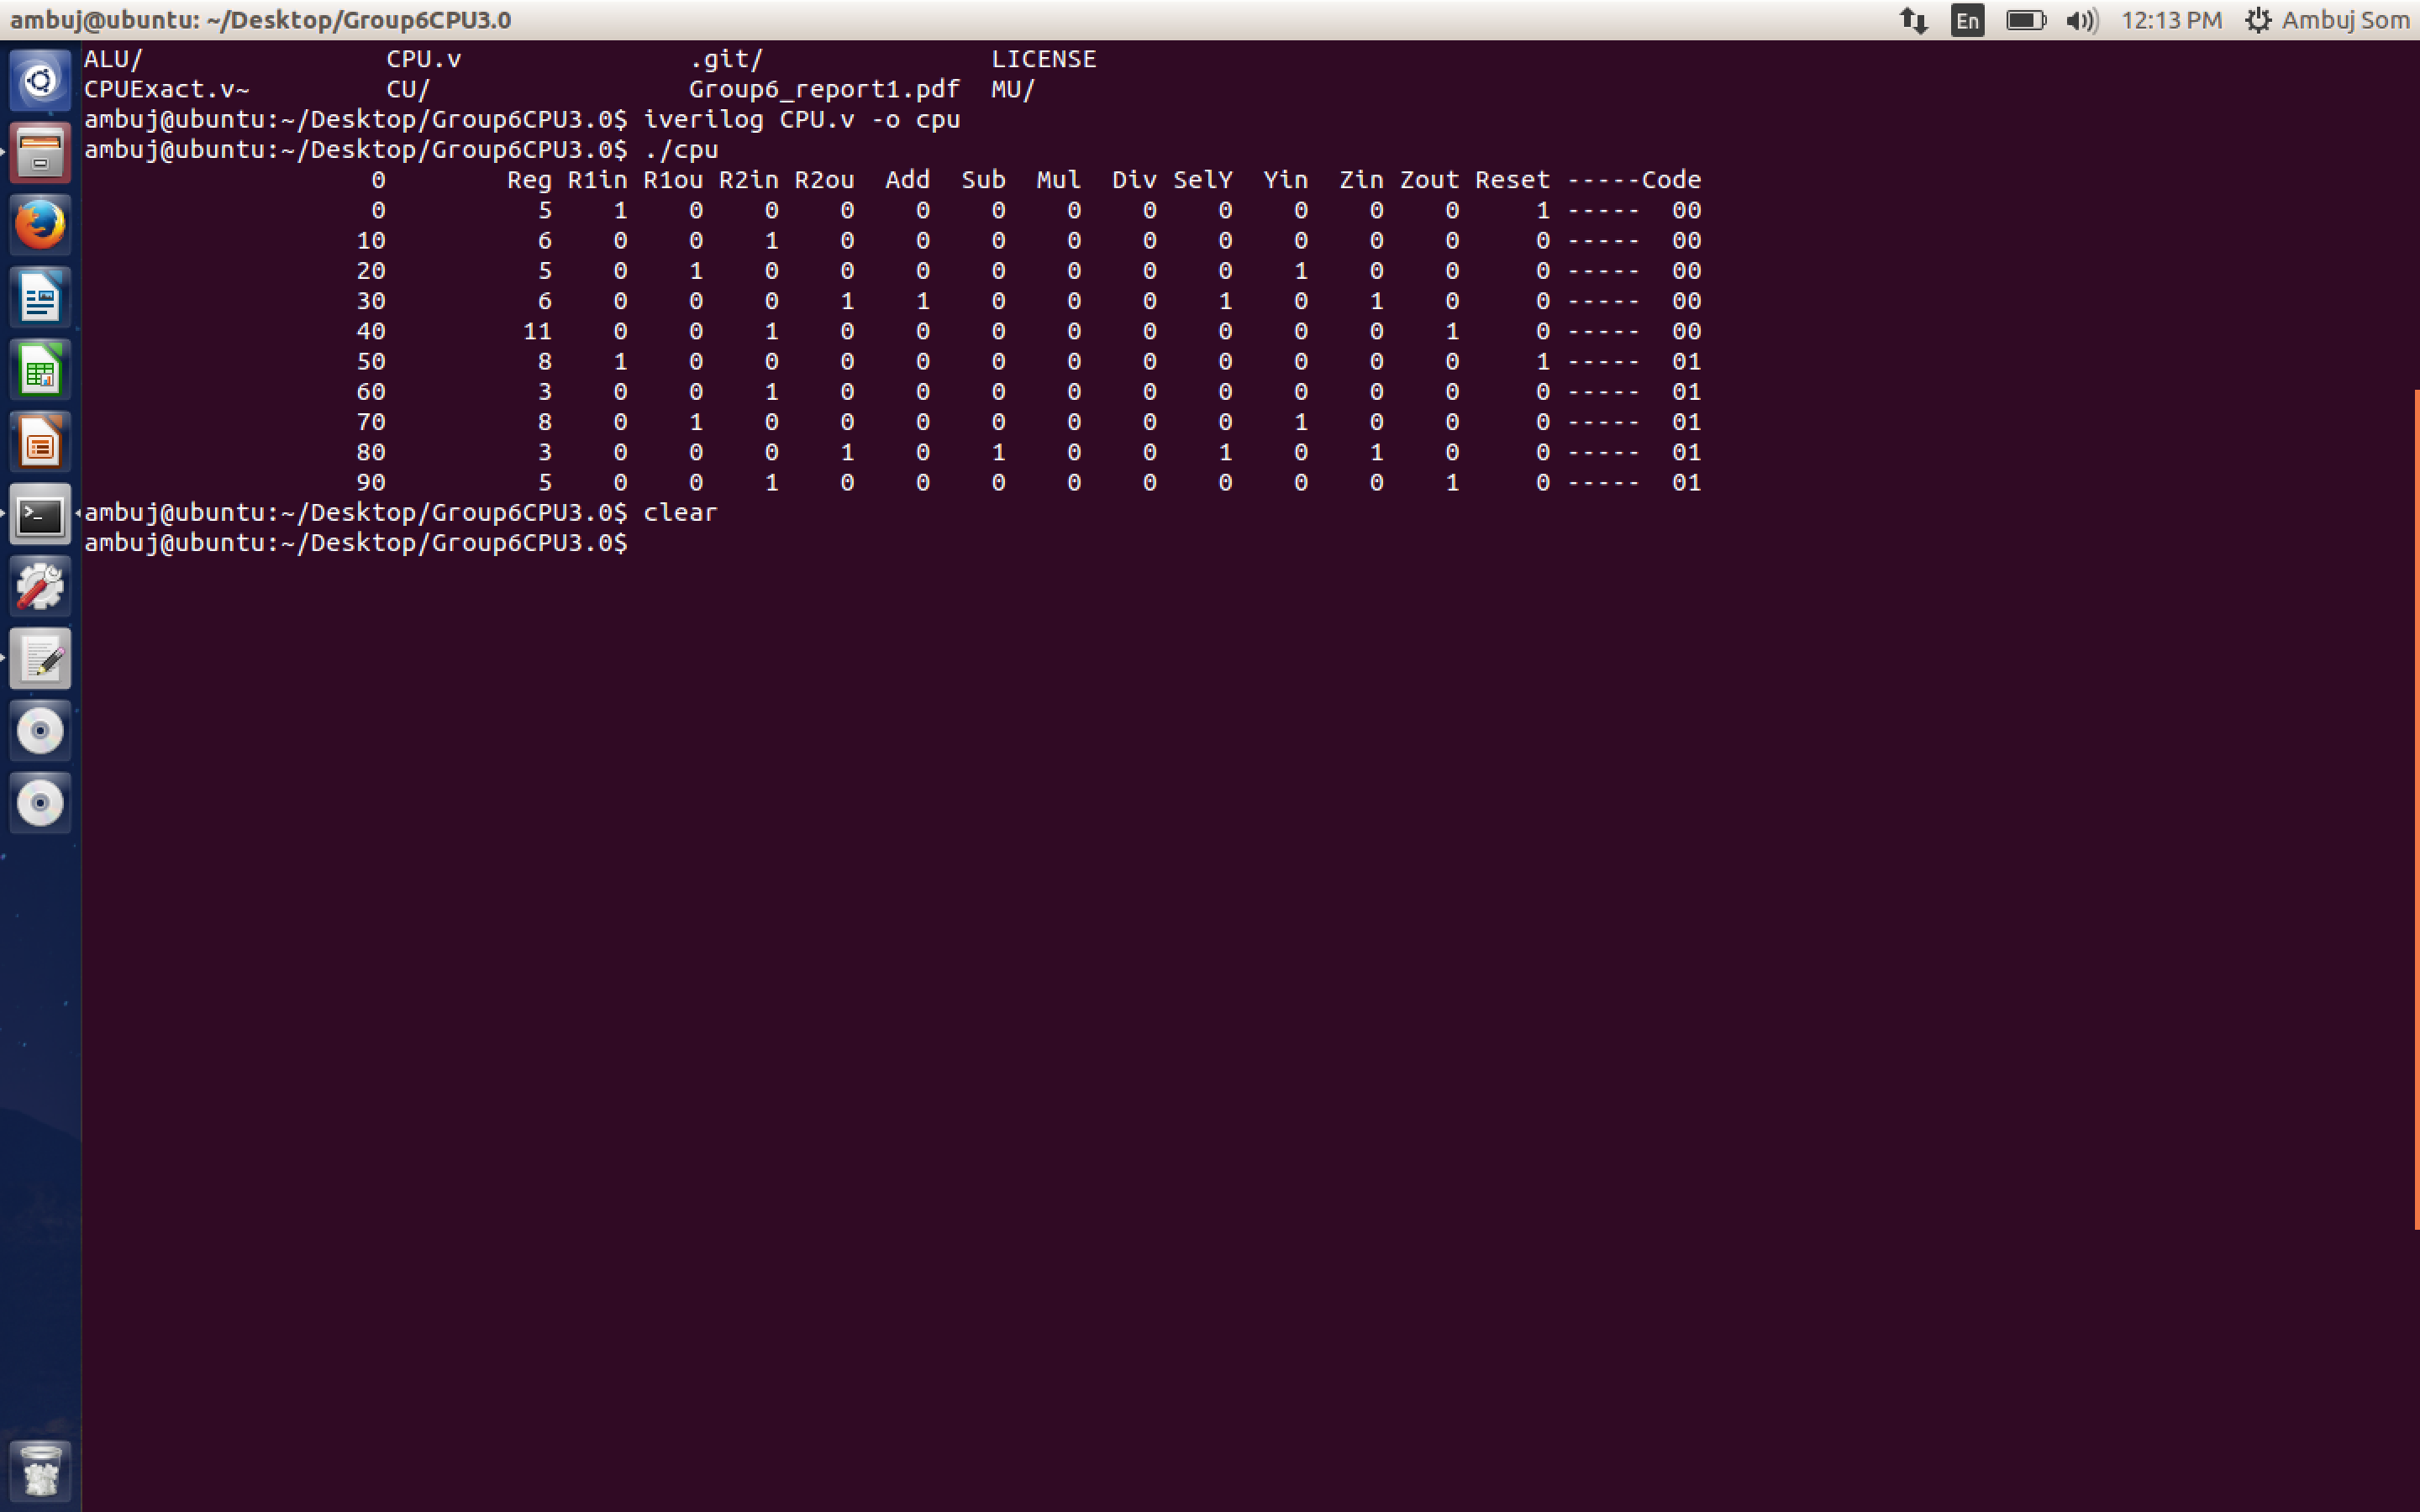 ambuj@ubuntu: ~/Desktop/Group6CPU3.0 En 12:13 PM Ambuj Som
ALU/ CPU.v .git/ LICENSE
CPUExact.v~ CU/ Group6_report1.pdf MU/
ambuj@ubuntu:~/Desktop/Group6CPU3.0$ iverilog CPU.v -o cpu
ambuj@ubuntu:~/Desktop/Group6CPU3.0$ ./cpu
0 Reg R1in R1ou R2in R2ou Add Sub Mul Div SelY Yin Zin Zout Reset -----Code
0 5 1 0 0 0 0 0 0 0 0 0 0 0 1 ----- 00
10 6 0 0 1 0 0 0 0 0 0 0 0 0 0 ----- 00
20 5 0 1 0 0 0 0 0 0 0 1 0 0 0 ----- 00
30 6 0 0 0 1 1 0 0 0 1 0 1 0 0 ----- 00
40 11 0 0 1 0 0 0 0 0 0 0 0 1 0 ----- 00
50 8 1 0 0 0 0 0 0 0 0 0 0 0 1 ----- 01
60 3 0 0 1 0 0 0 0 0 0 0 0 0 0 ----- 01
70 8 0 1 0 0 0 0 0 0 0 1 0 0 0 ----- 01
80 3 0 0 0 1 0 1 0 0 1 0 1 0 0 ----- 01
90 5 0 0 1 0 0 0 0 0 0 0 0 1 0 ----- 01
ambuj@ubuntu:~/Desktop/Group6CPU3.0$ clear
ambuj@ubuntu:~/Desktop/Group6CPU3.0$